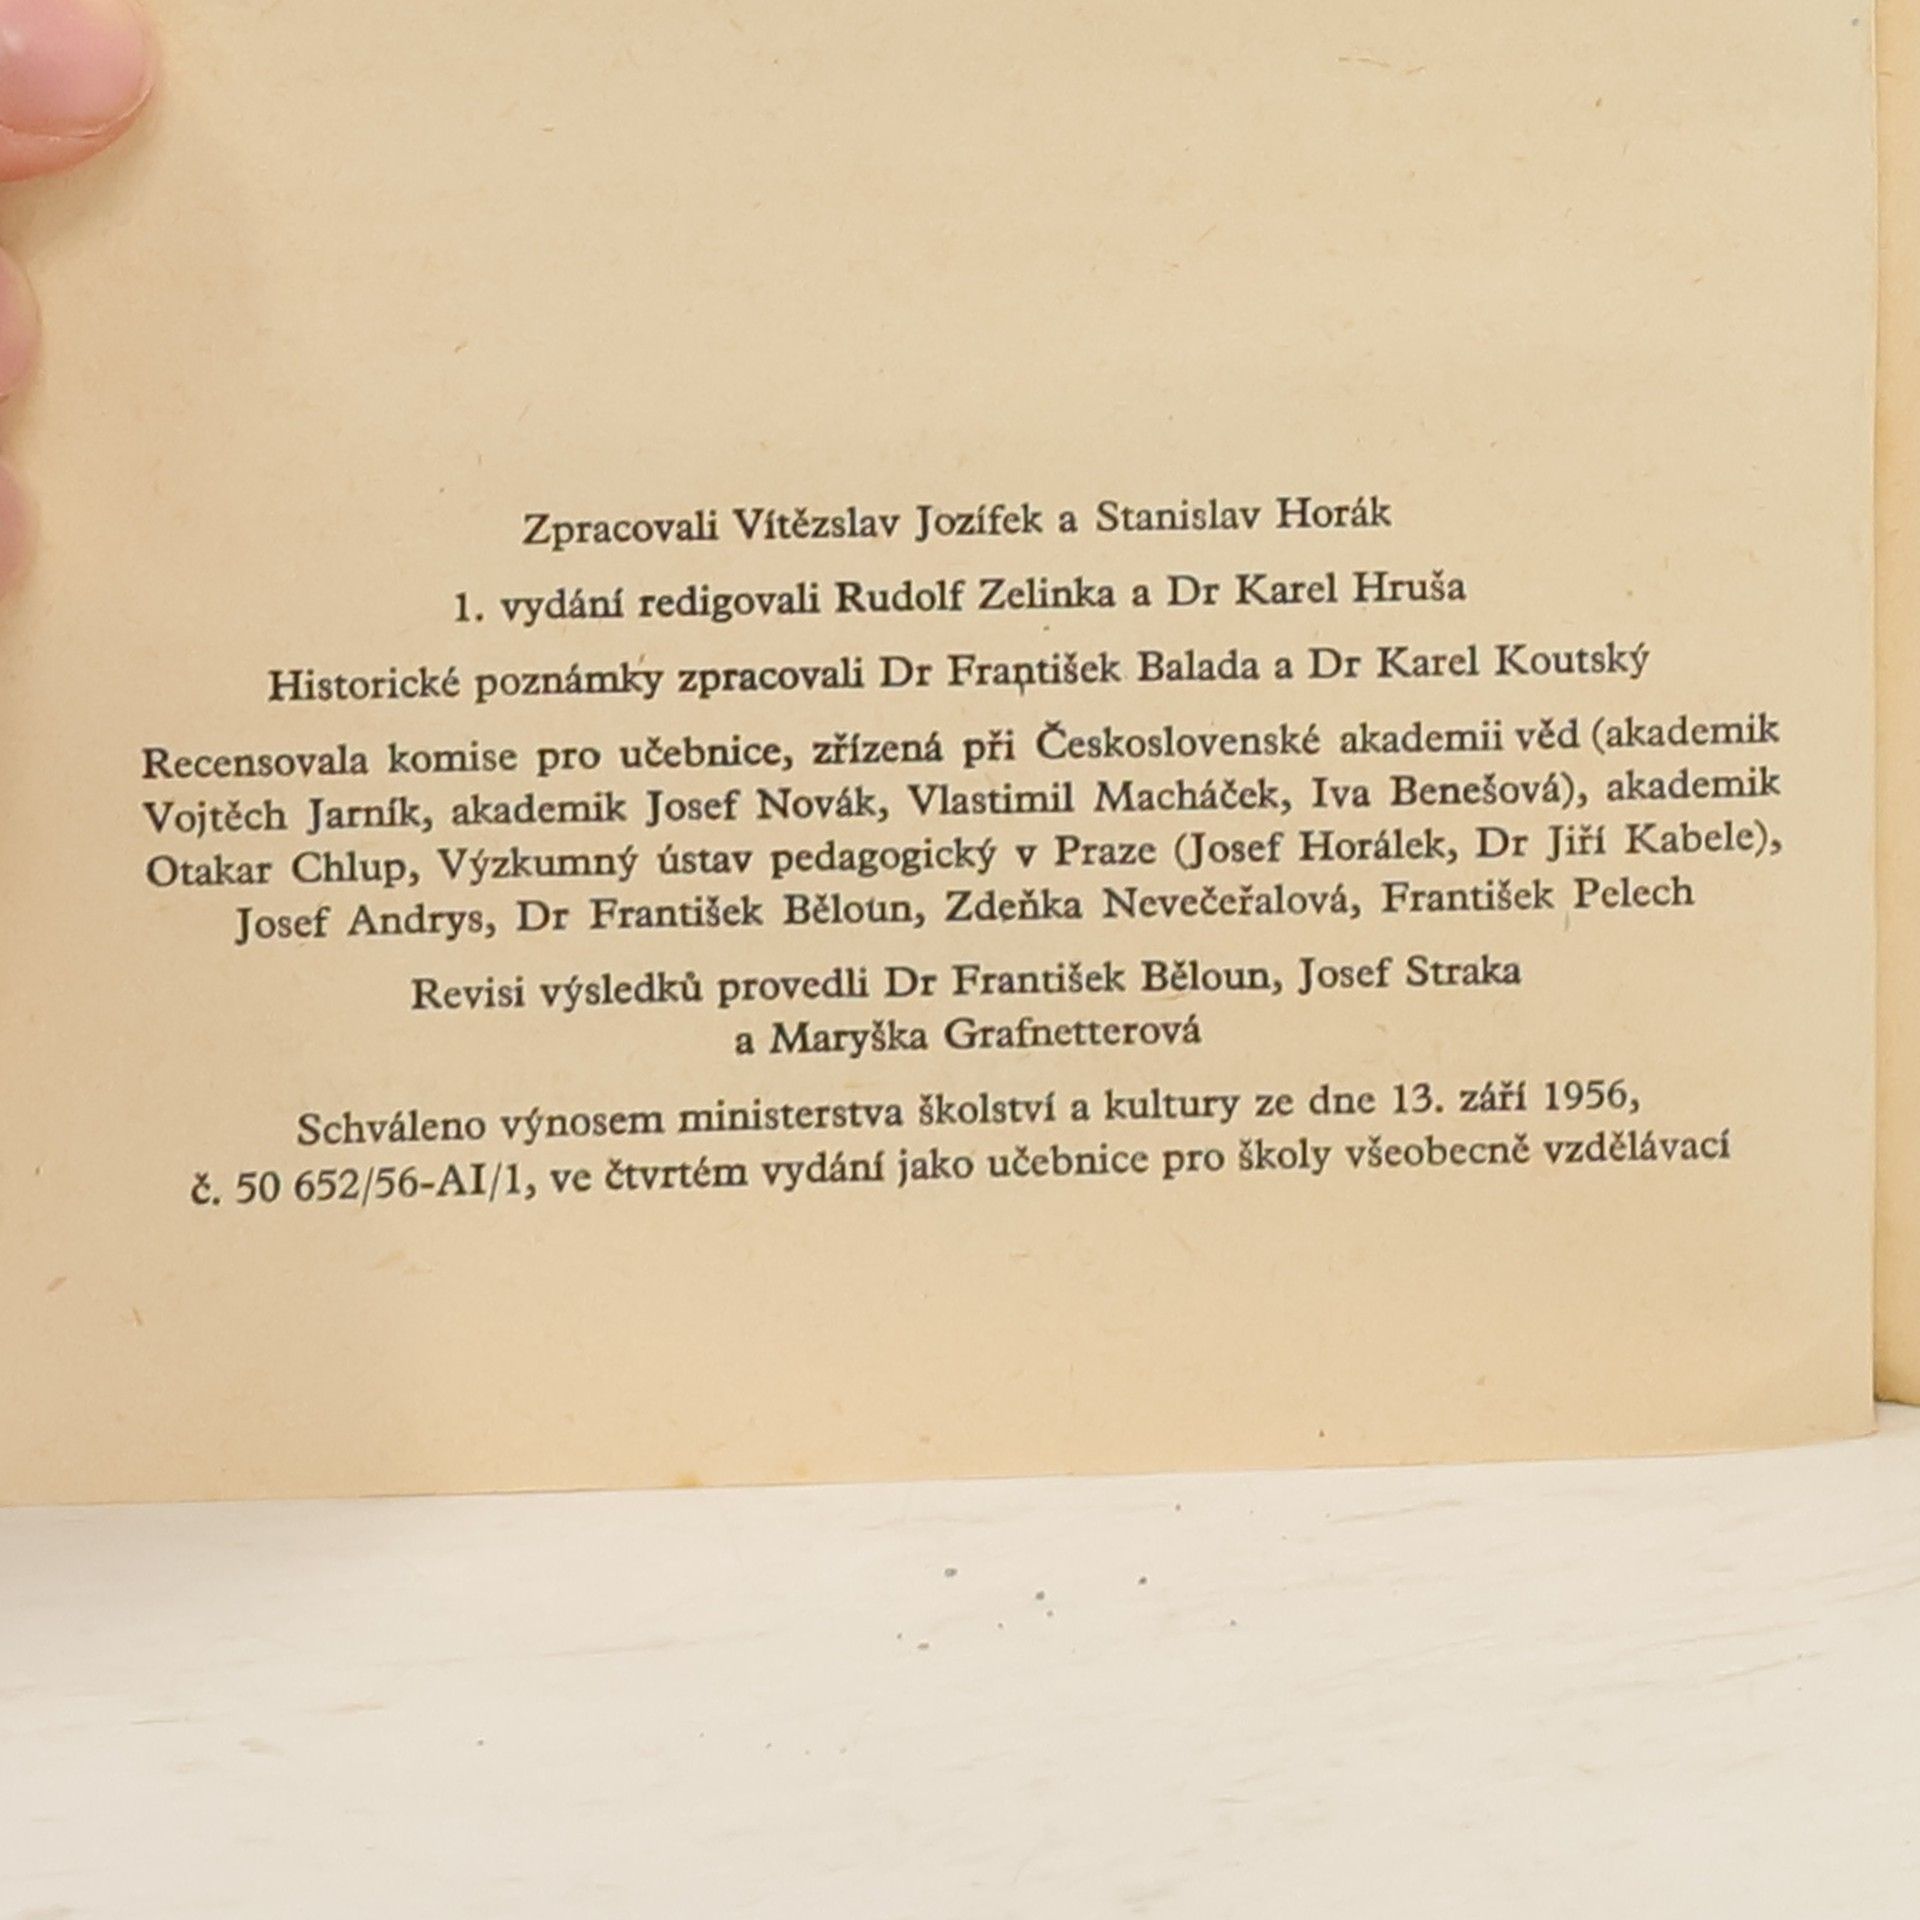 Zpracovali Vítězslav Jozífek a Stanislav Horák
1. vydání redigovali Rudolf Zelinka a Dr Karel Hruša
Historické poznámky zpracovali Dr František Balada a Dr Karel Koutský
Recensovala komise pro učebnice, zřízená při Československé akademii věd (akademik
Vojtěch Jarník, akademik Josef Novák, Vlastimil Macháček, Iva Benešová), akademik
Otakar Chlup, Výzkumný ústav pedagogický v Praze (Josef Horálek, Dr Jiří Kabele),
Josef Andrys, Dr František Běloun, Zdeňka Nevečeřalová, František Pelech
Revisi výsledků provedli Dr František Běloun, Josef Straka
a Maryška Grafnetterová
Schváleno výnosem ministerstva školství a kultury ze dne 13. září 1956,
č. 50 652/56-AI/1, ve čtvrtém vydání jako učebnice pro školy všeobecně vzdělávací